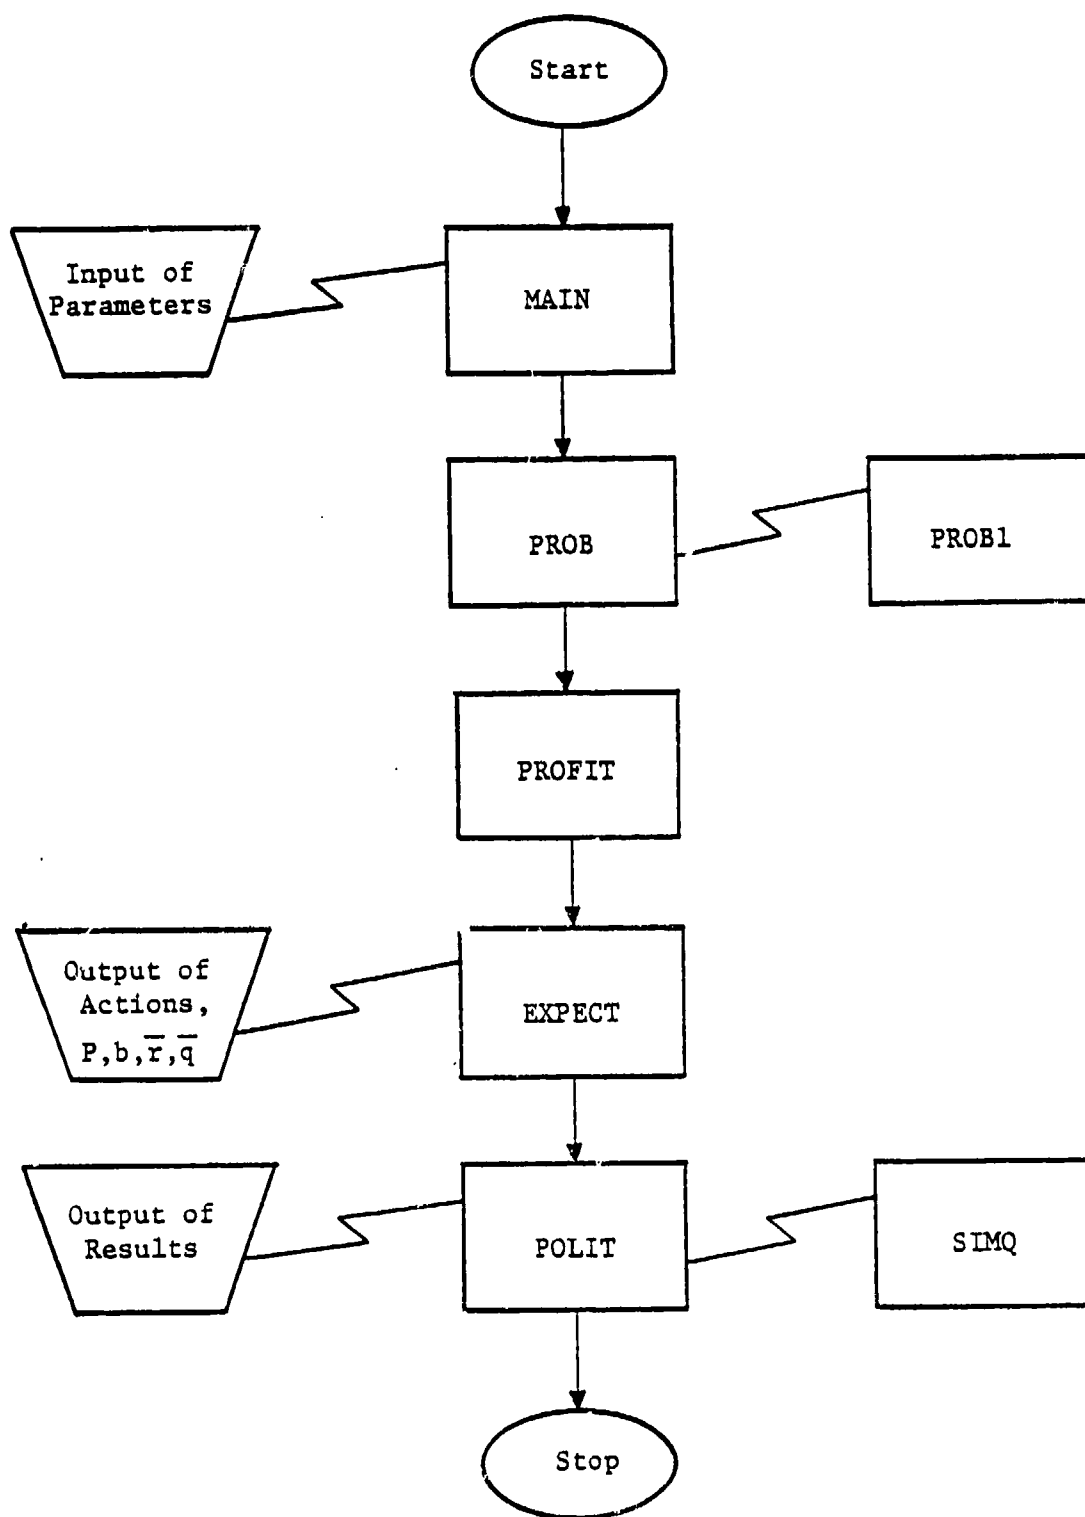 Start
Input of
Parameters
MAIN
PROB
PROB1
PROFIT
Output of
Actions,
P,b,r̅,q̅
EXPECT
Output of
Results
POLIT
SIMQ
Stop